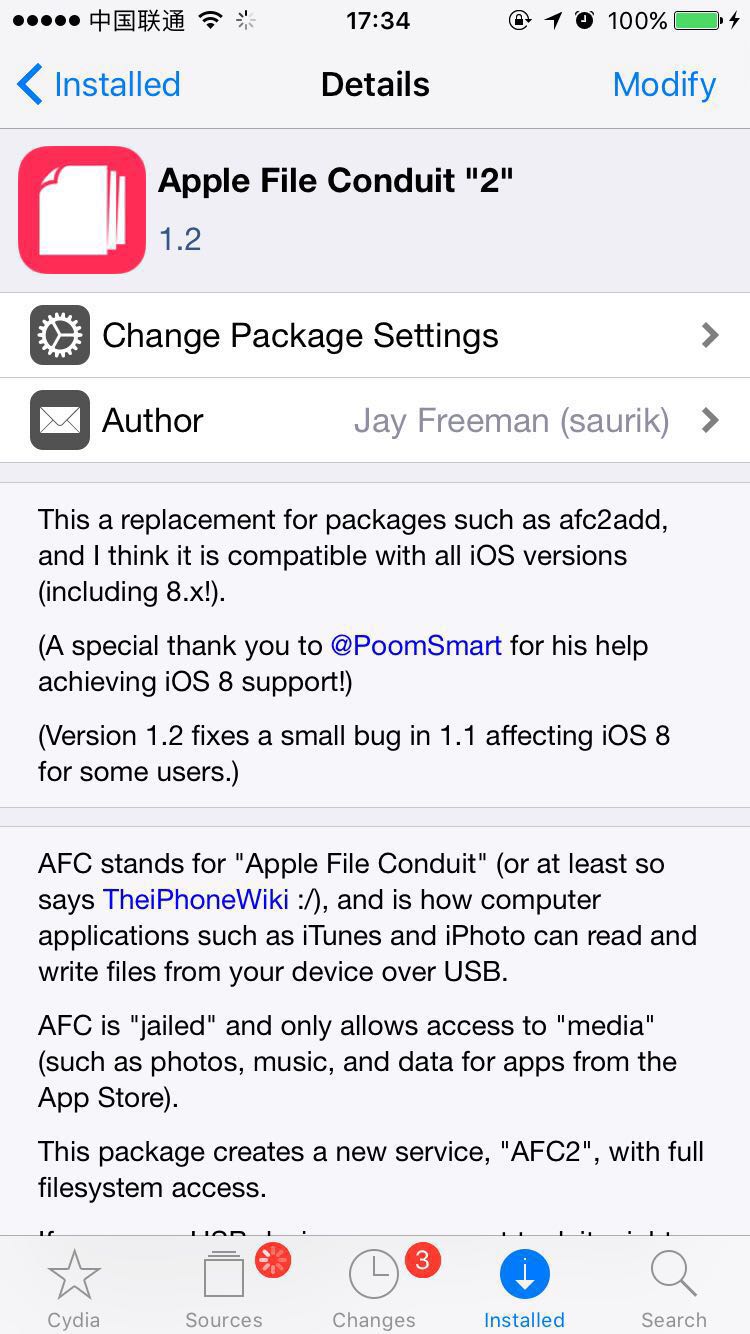 中国联通 17:34 100%
Installed Details Modify
Apple File Conduit "2"
1.2
Change Package Settings
Author Jay Freeman (saurik)
This a replacement for packages such as afc2add,
and I think it is compatible with all iOS versions
(including 8.x!).
(A special thank you to @PoomSmart for his help
achieving iOS 8 support!)
(Version 1.2 fixes a small bug in 1.1 affecting iOS 8
for some users.)
AFC stands for "Apple File Conduit" (or at least so
says TheiPhoneWiki :/), and is how computer
applications such as iTunes and iPhoto can read and
write files from your device over USB.
AFC is "jailed" and only allows access to "media"
(such as photos, music, and data for apps from the
App Store).
This package creates a new service, "AFC2", with full
filesystem access.
3
Cydia Sources Changes Installed Search